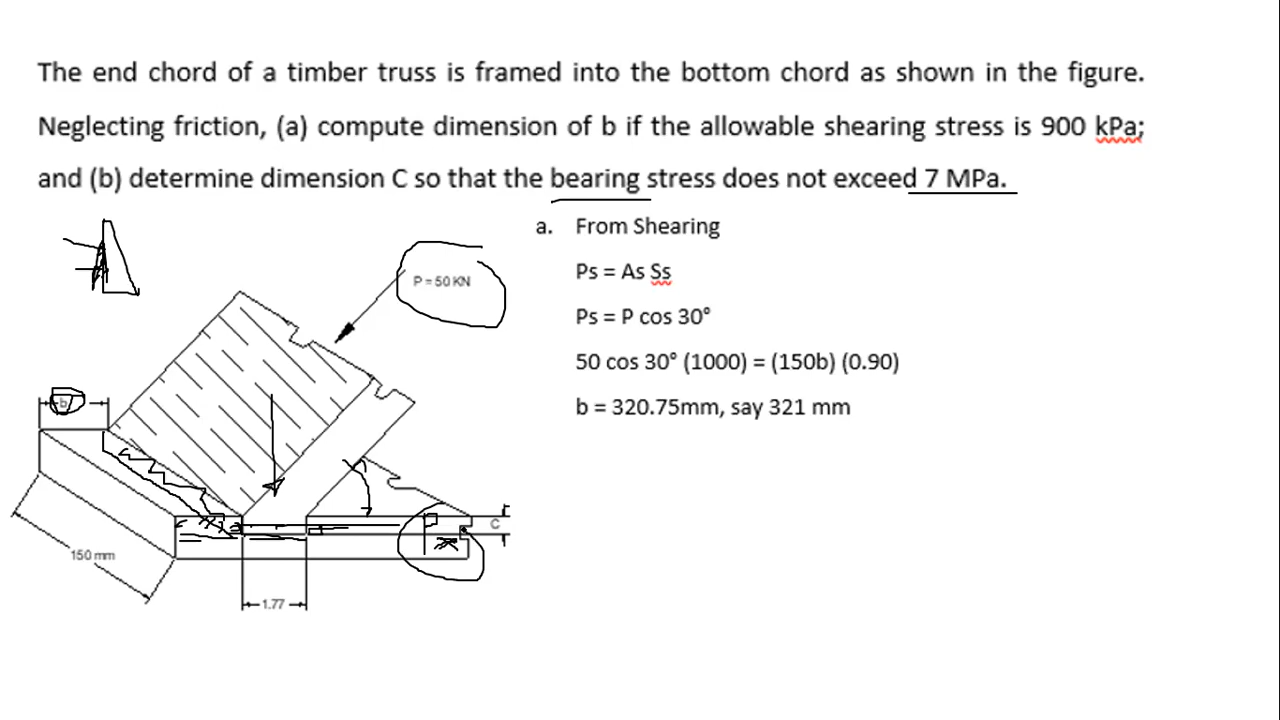 The end chord of a timber truss is framed into the bottom chord as shown in the figure.
Neglecting friction, (a) compute dimension of b if the allowable shearing stress is 900 kPa;
and (b) determine dimension C so that the bearing stress does not exceed 7 MPa.
a. From Shearing
Ps = As Ss
P=50KN
Ps = P cos 30°
50 cos 30° (1000) = (150b) (0.90)
b
b = 320.75mm, say 321 mm
C
150 mm
1.77